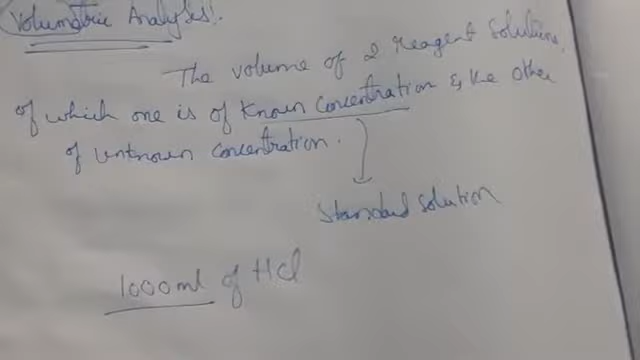 Volumetric Analysis:
The volume of 2 reagent solutions,
of which one is of known concentration & the other
of unknown concentration.
Standard solution
1000ml of HCl